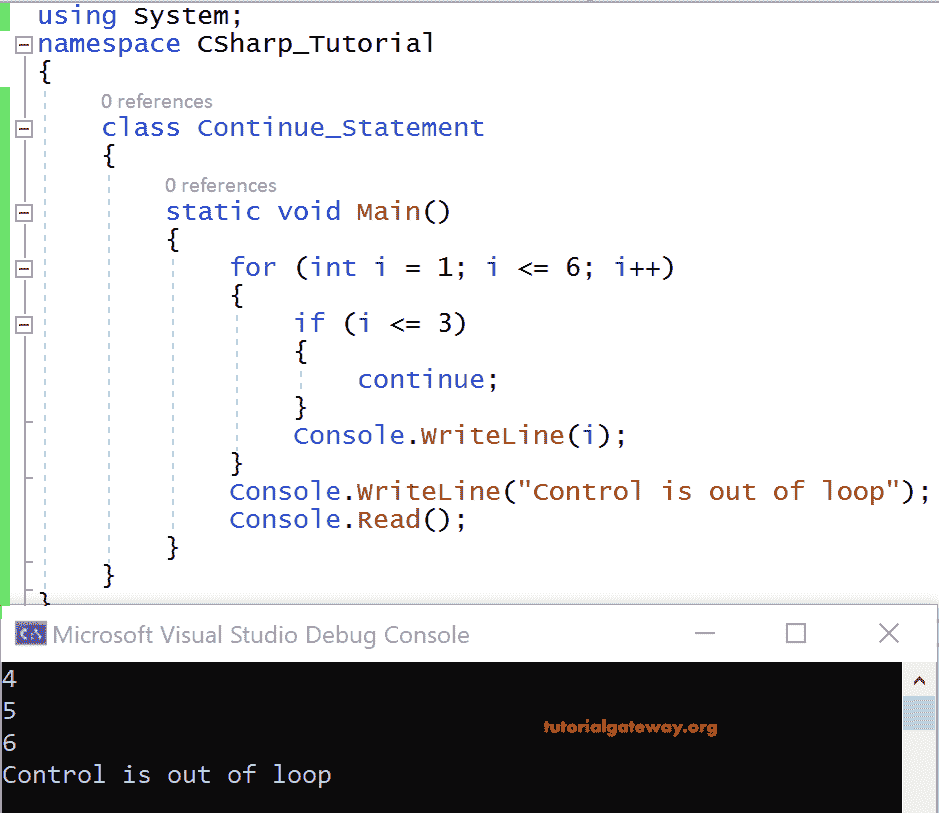 using System;
namespace CSharp_Tutorial
{
0 references
class Continue_Statement
{
0 references
static void Main()
{
for (int i = 1; i <= 6; i++)
{
if (i <= 3)
{
continue;
}
Console.WriteLine(i);
}
Console.WriteLine("Control is out of loop");
Console.Read();
}
}
}
C:\ Microsoft Visual Studio Debug Console
4
5
6
tutorialgateway.org
Control is out of loop